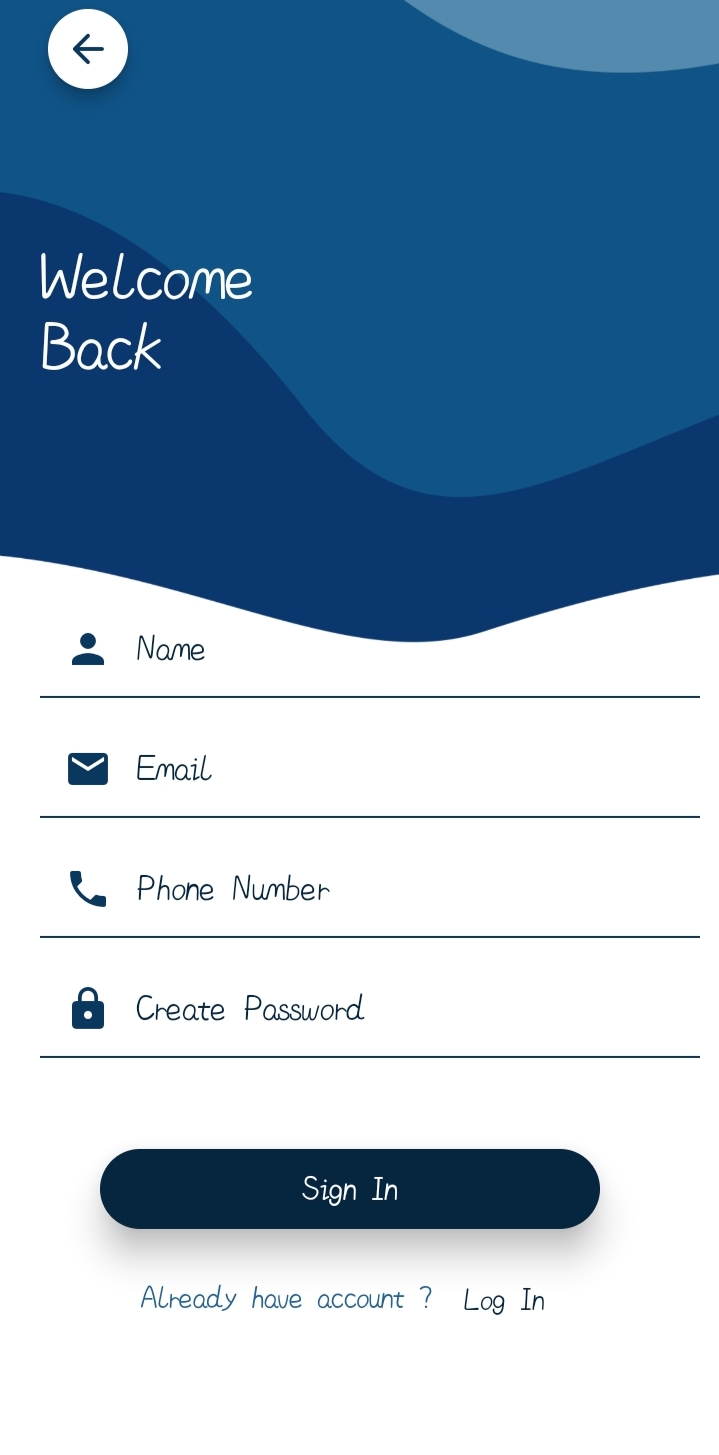 Welcome
Back
Name
Email
Phone Number
Create Password
Sign In
Already have account ? Log In